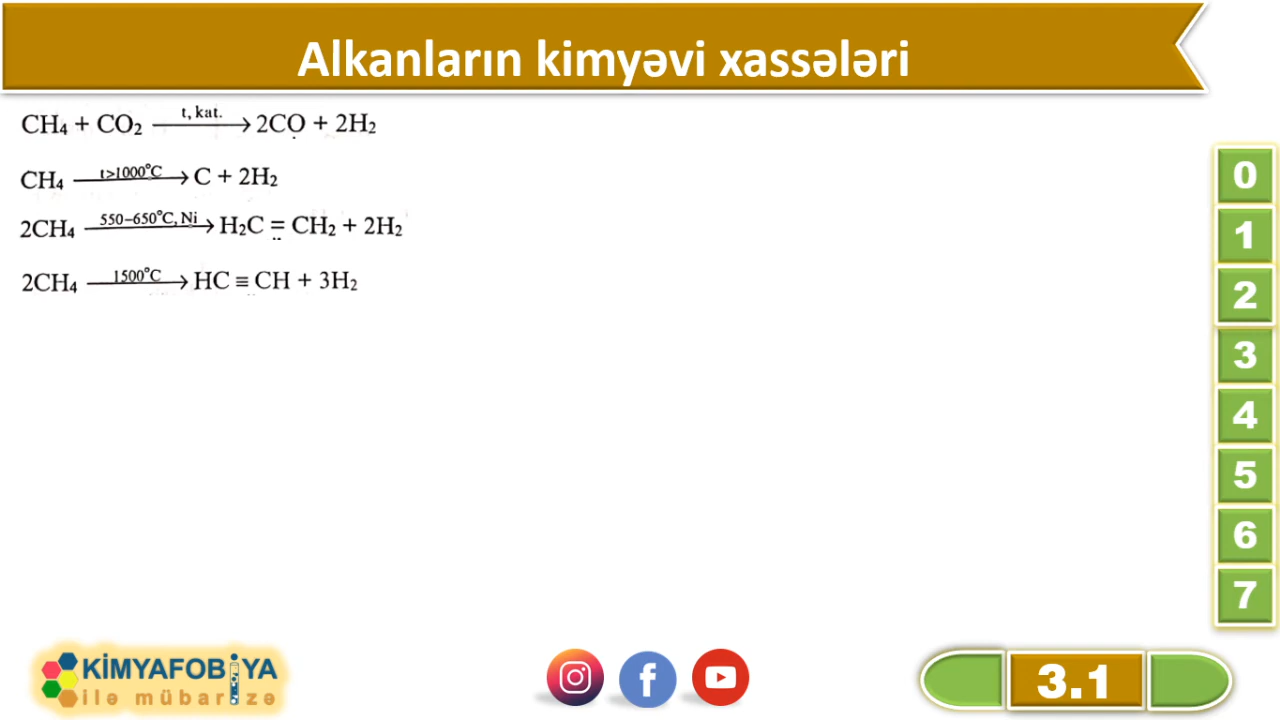 Alkanların kimyəvi xassələri
CH₄ + CO₂ t, kat.⟶ 2CO + 2H₂
CH₄ t>1000°C⟶ C + 2H₂
2CH₄ 550–650°C, Ni⟶ H₂C = CH₂ + 2H₂
2CH₄ 1500°C⟶ HC ≡ CH + 3H₂
0
1
2
3
4
5
6
7
KİMYAFOBİYA
ilə mübarizə
3.1